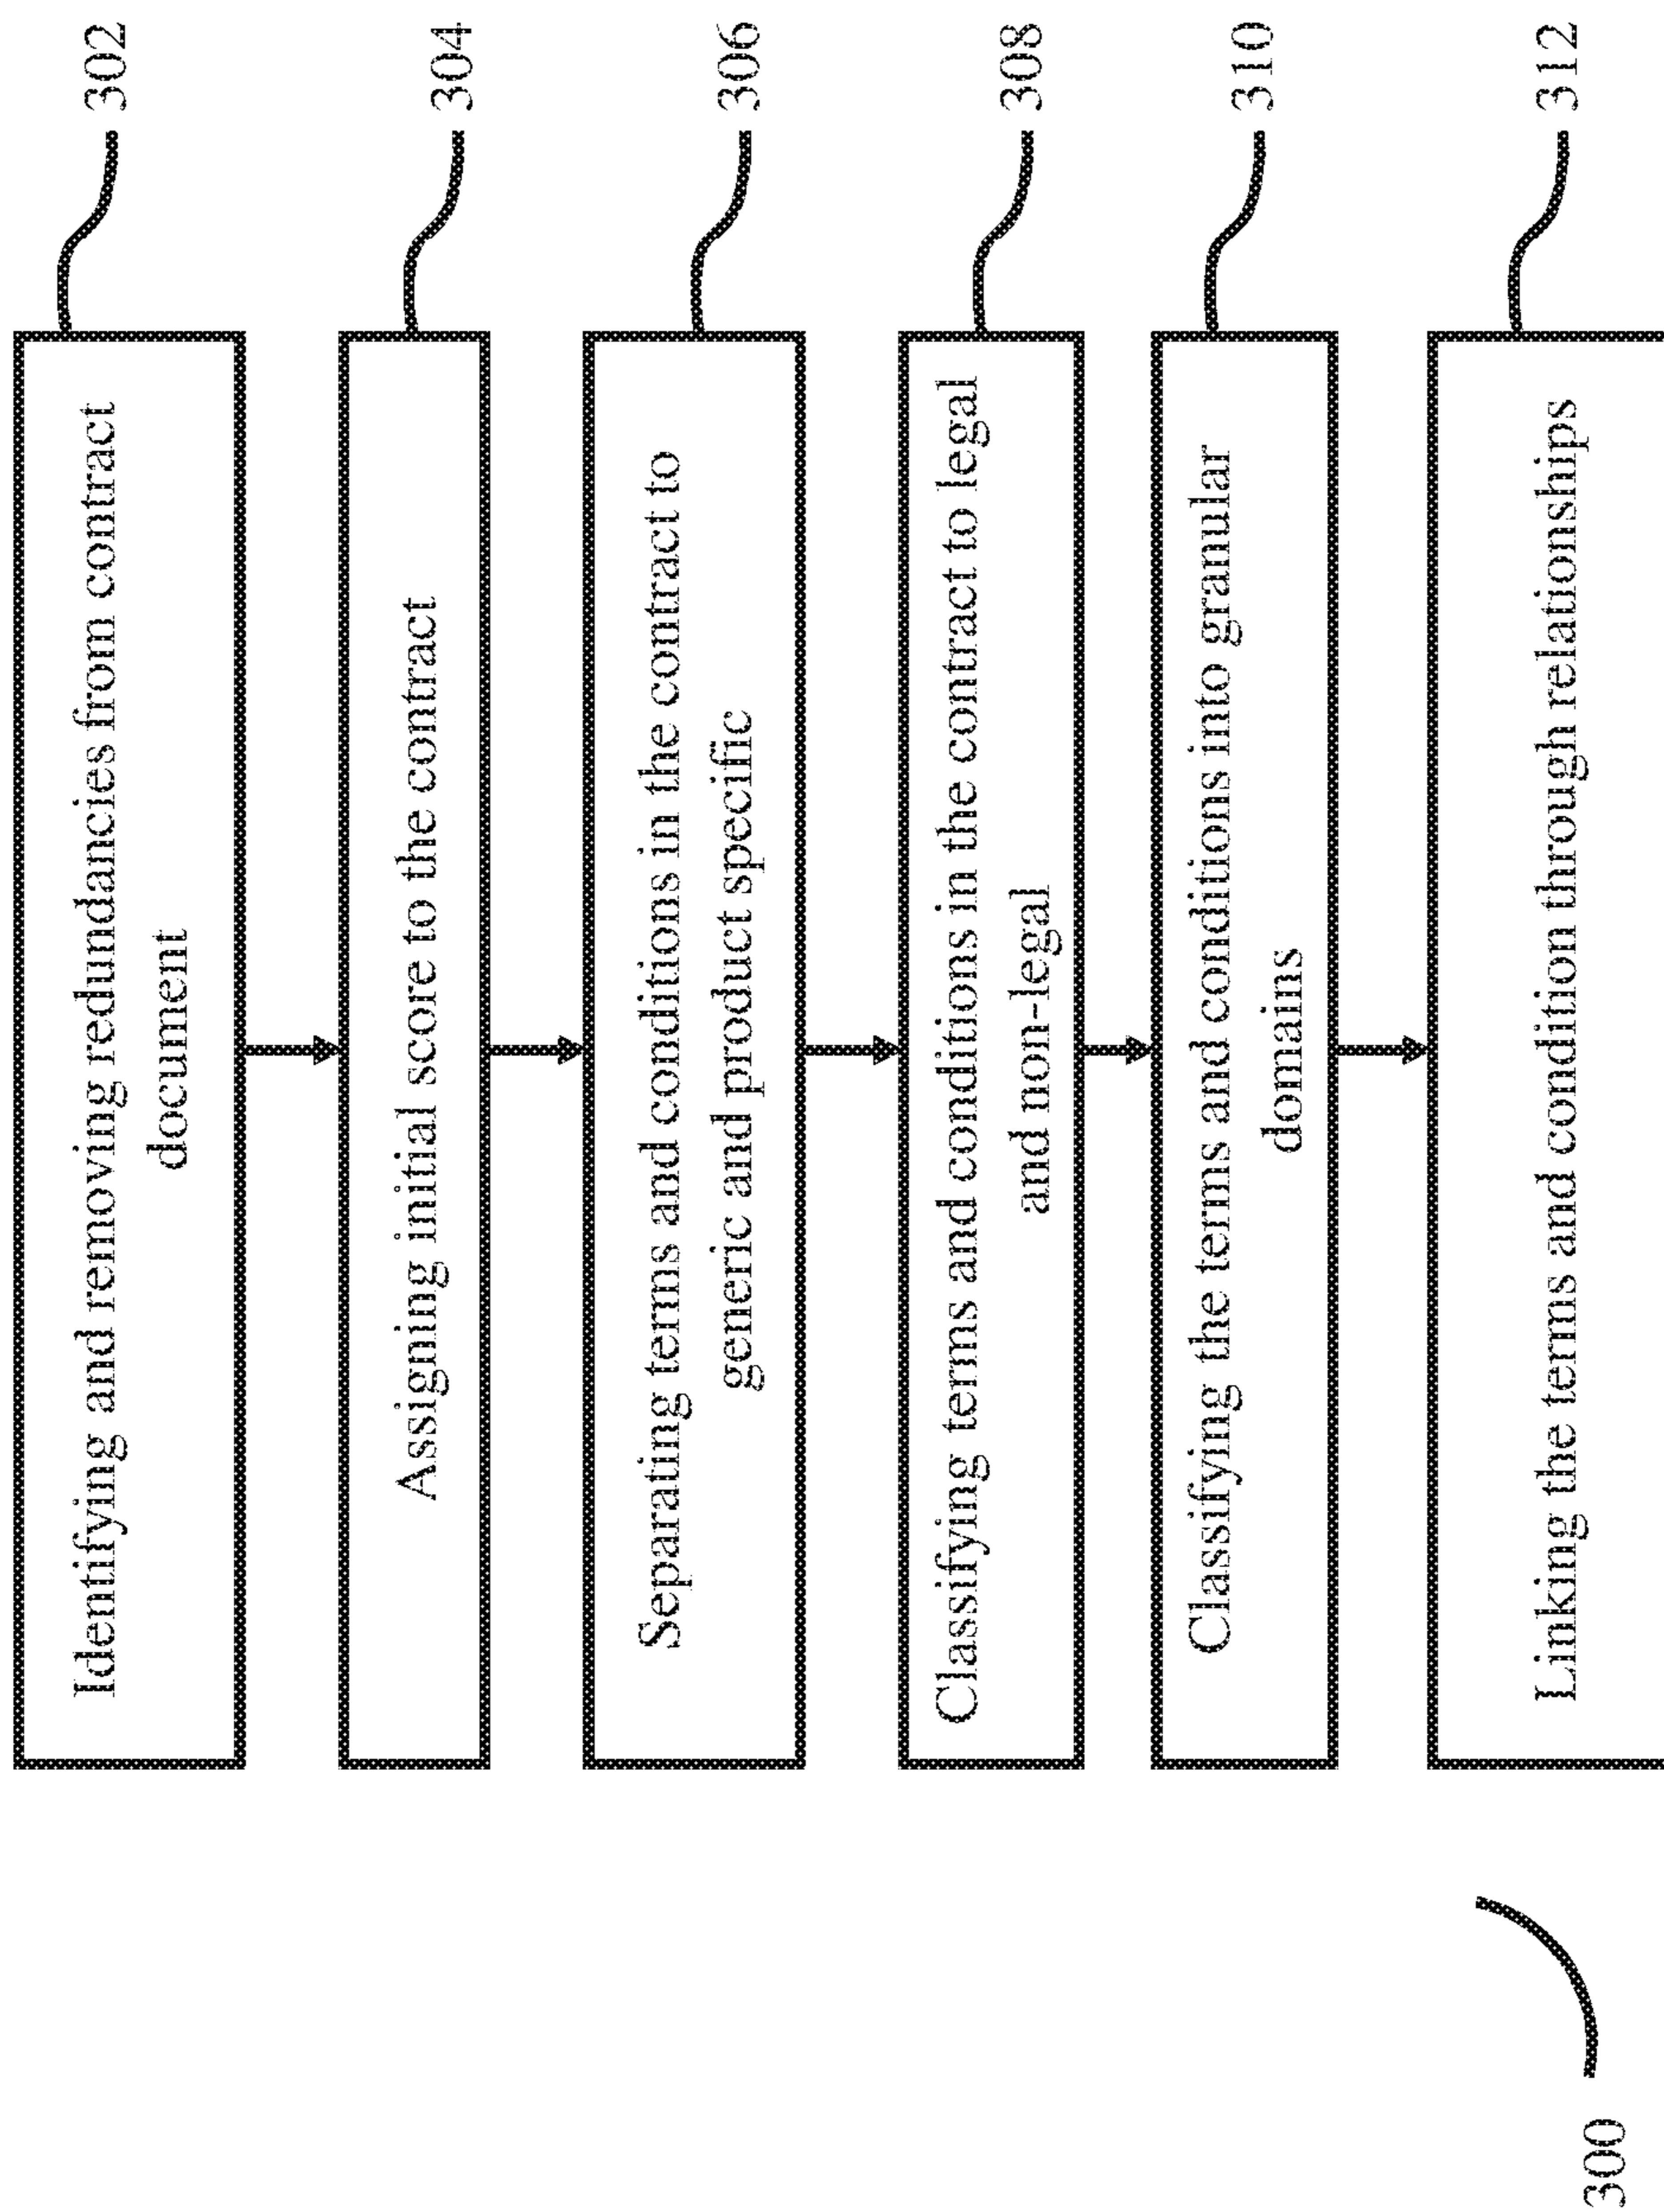 Identifying and removing redundancies from contract
document
302
Assigning initial score to the contract
304
Separating terms and conditions in the contract to
generic and product specific
306
Classifying terms and conditions in the contract to legal
and non-legal
308
Classifying the terms and conditions into granular
domains
310
Linking the terms and condition through relationships
312
300